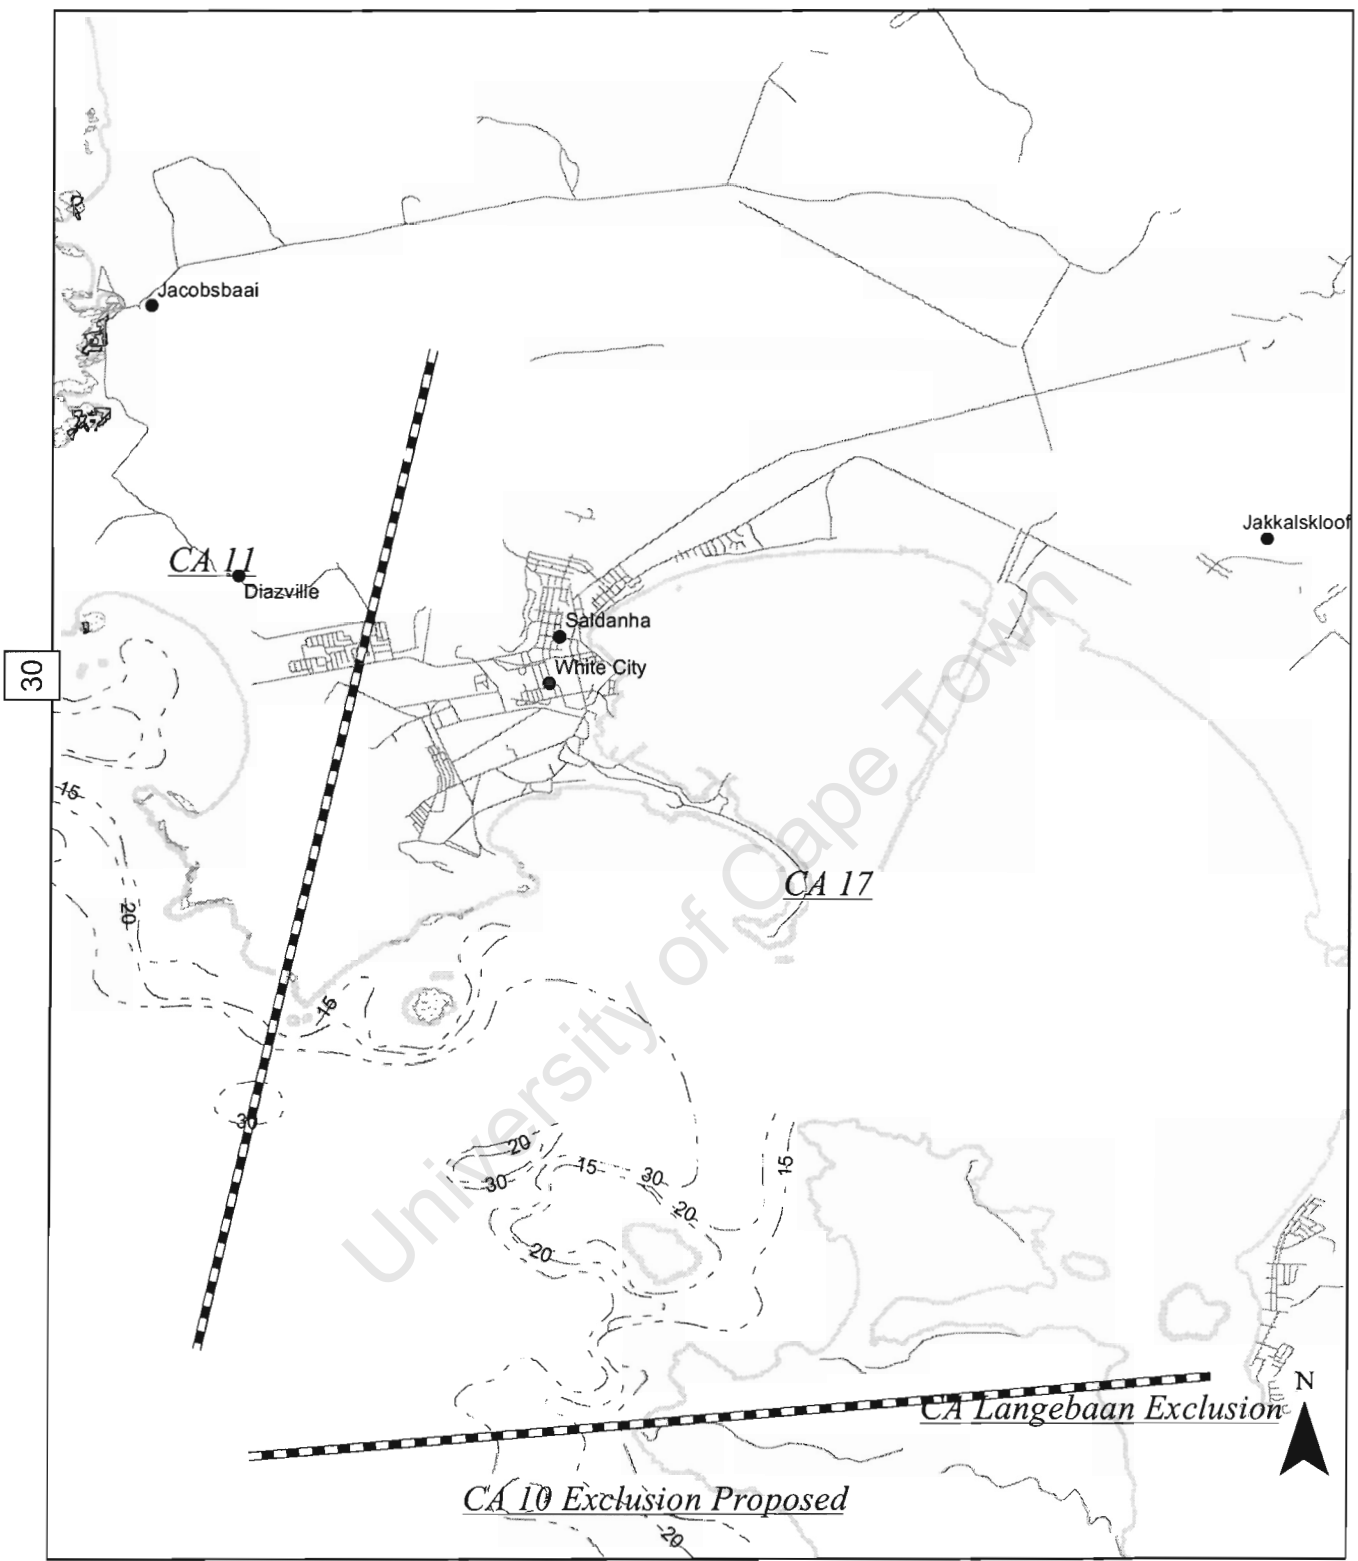 Jacobsbaai
Jakkalskloof
CA 11
Diazville
Saldanha
White City
30
15
20
CA 17
15
30
20
15
30
30
15
20
20
N
CA Langebaan Exclusion
CA 10 Exclusion Proposed
20
University of Cape Town